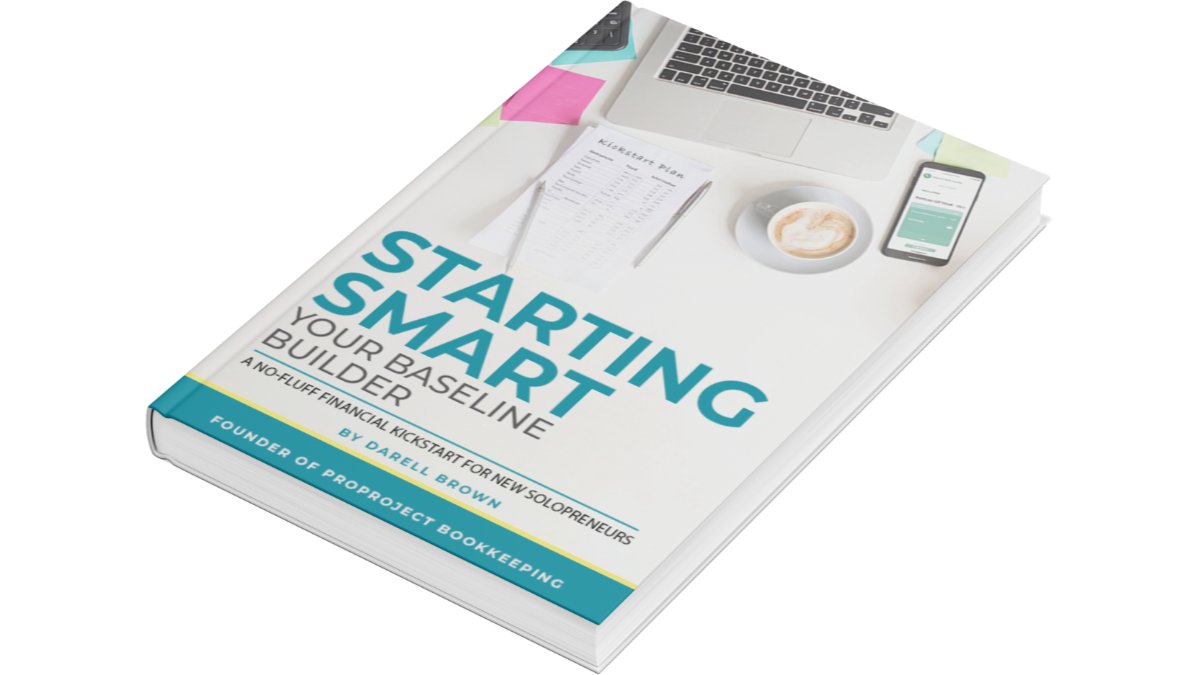 Kickstart Plan
STARTING
SMART
YOUR BASELINE
BUILDER
A NO-FLUFF FINANCIAL KICKSTART FOR NEW SOLOPRENEURS
BY DARELL BROWN
FOUNDER OF PROPROJECT BOOKKEEPING